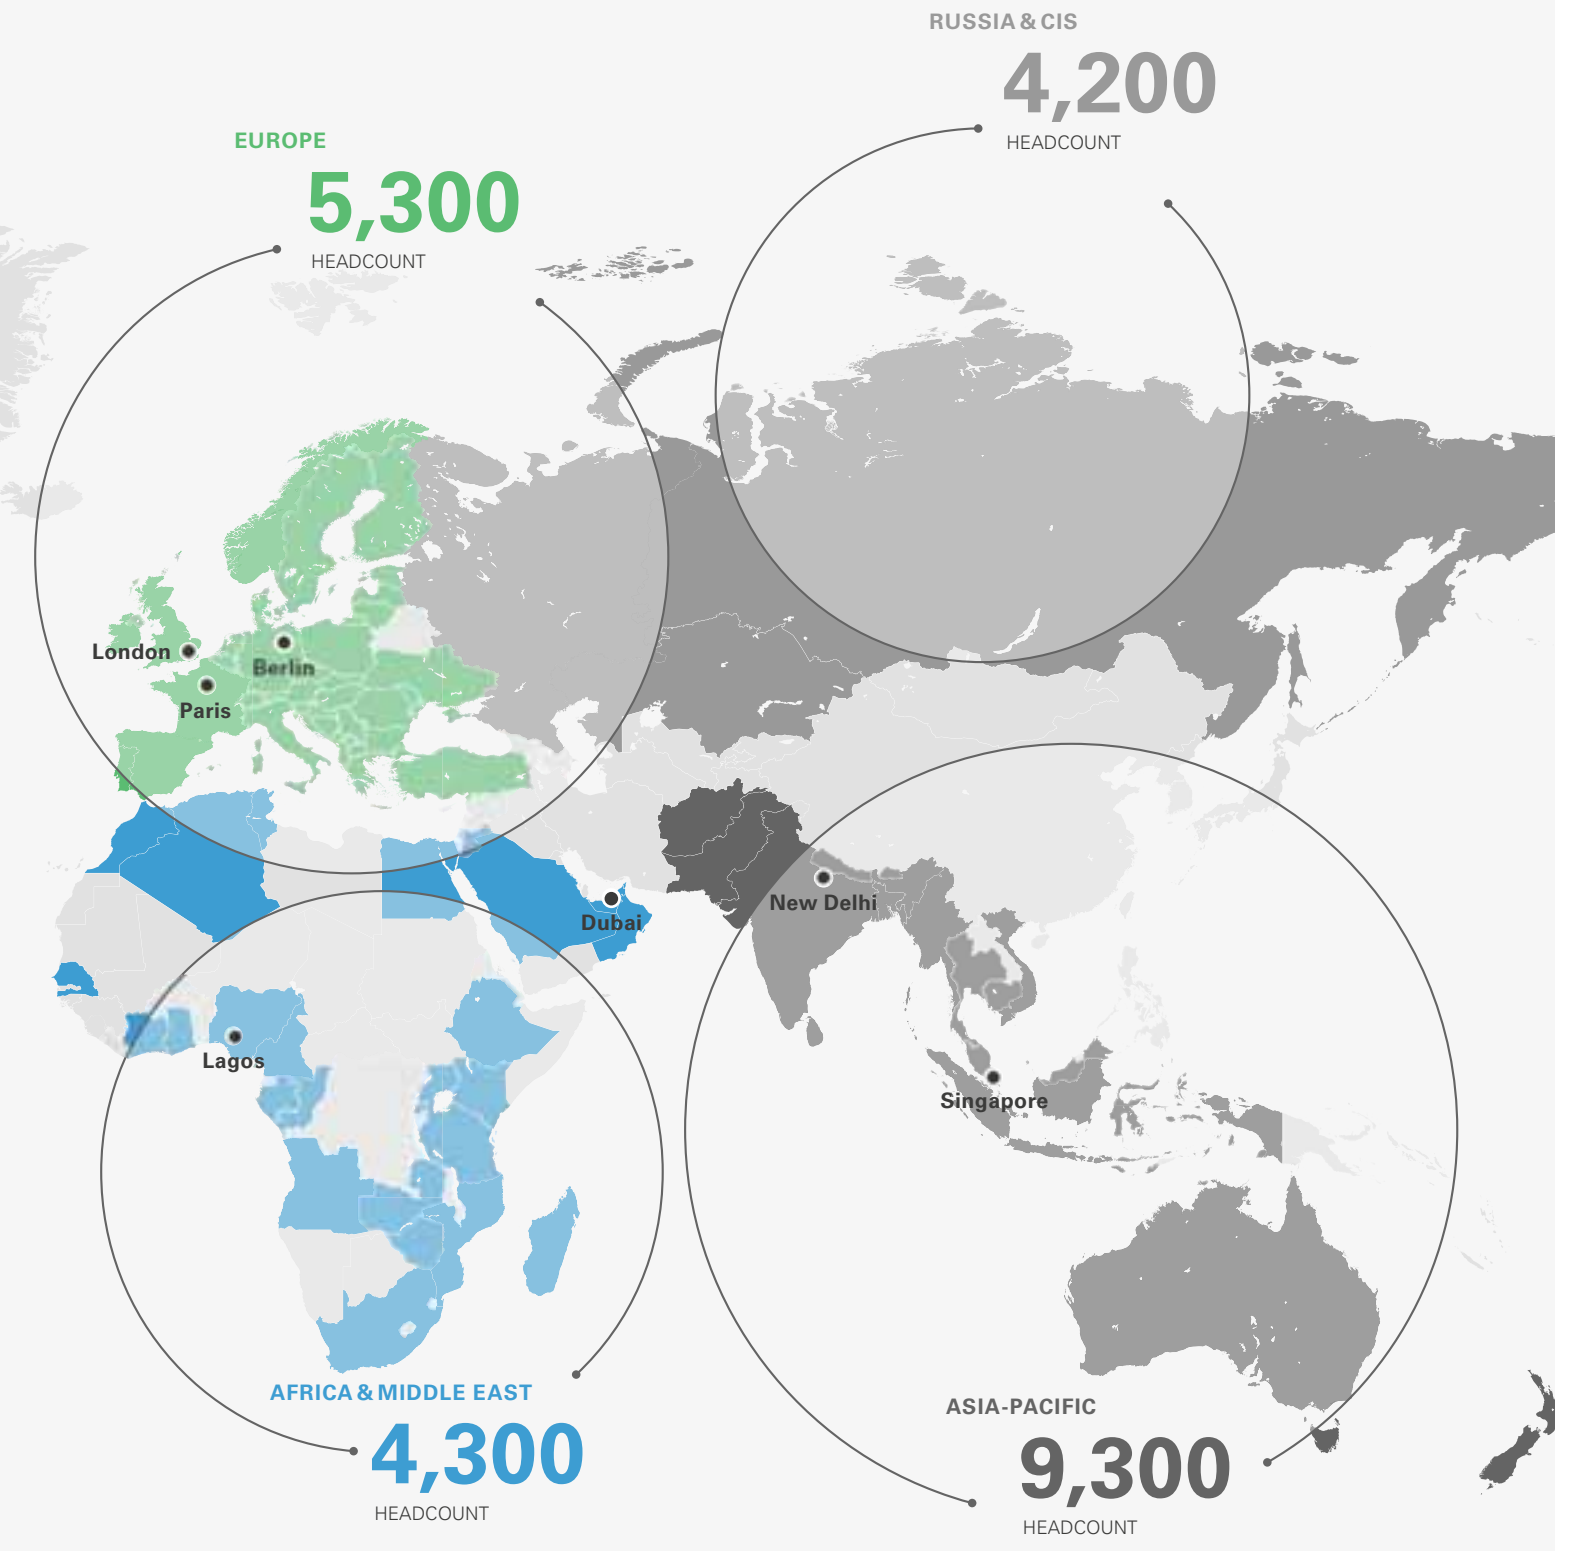 RUSSIA & CIS
4,200
HEADCOUNT
EUROPE
5,300
HEADCOUNT
London
Berlin
Paris
Dubai
New Delhi
Lagos
Singapore
AFRICA & MIDDLE EAST
4,300
HEADCOUNT
ASIA-PACIFIC
9,300
HEADCOUNT